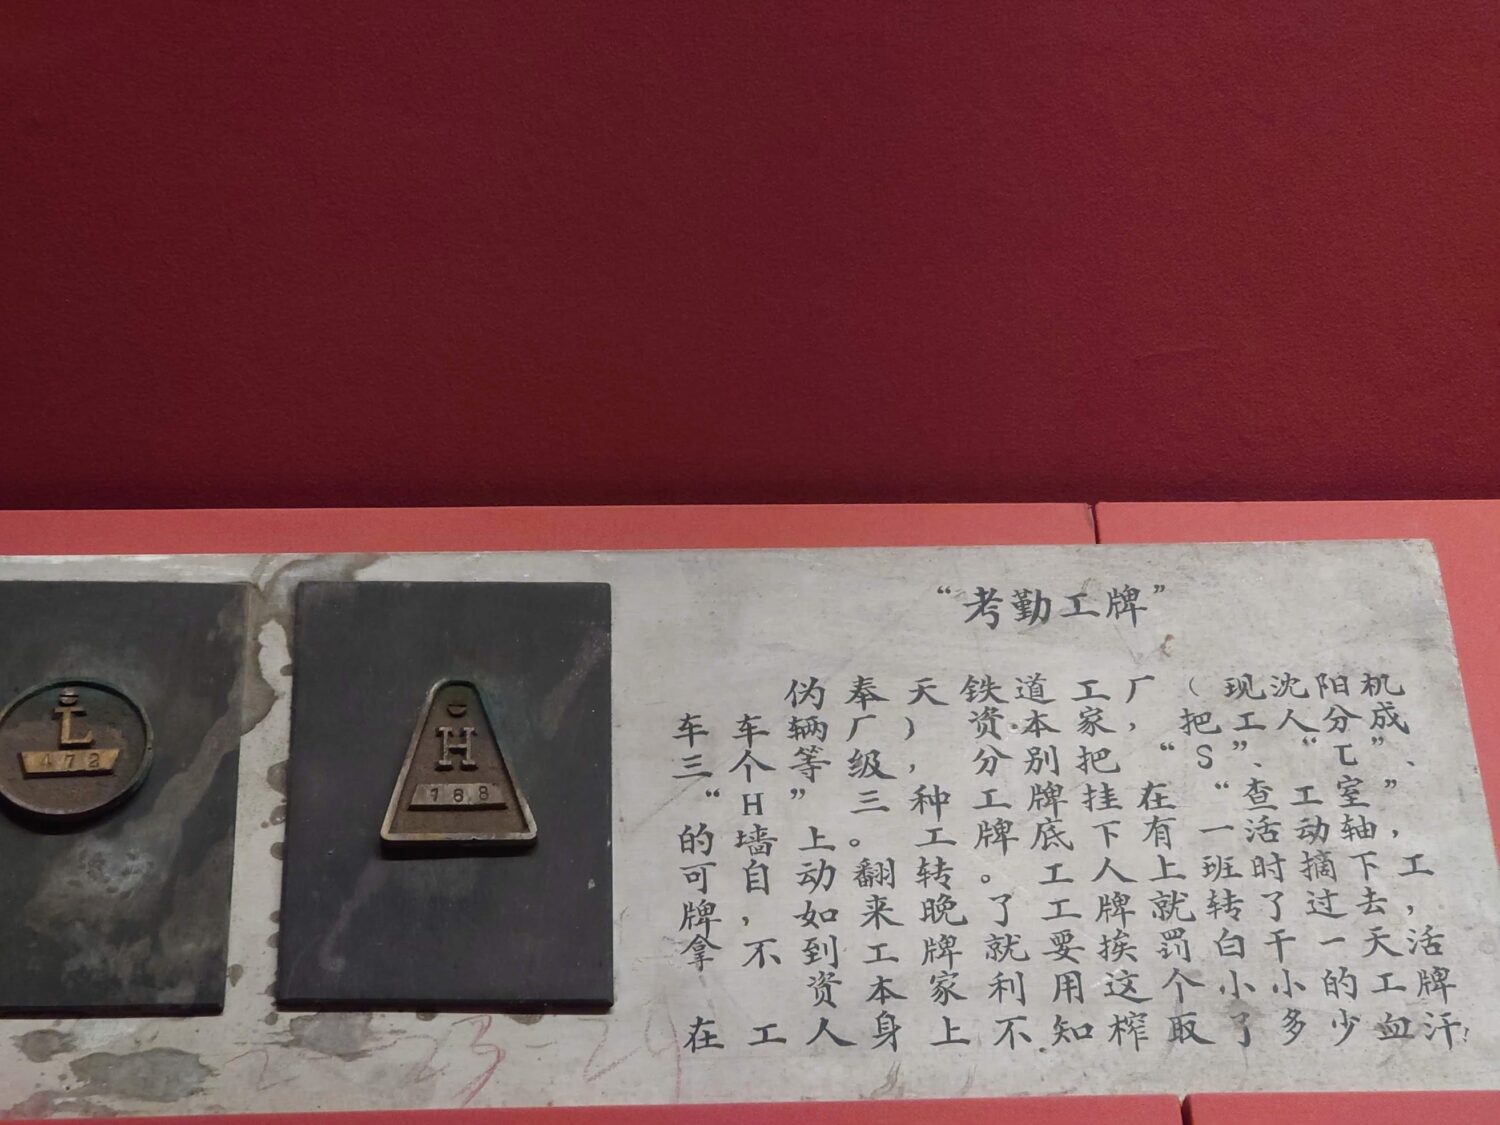 “考勤工牌”
伪奉天铁道工厂(现沈阳机
车车辆厂),资本家,把工人分成
三个等级,分别把“S”、“L”、
“H”三种工牌挂在“查工室”
的墙上。工牌底下有一活动轴,
可自动翻转。工人上班时摘下工
牌,如来晚了工牌就转了过去,
拿不到工牌就要挨罚白干一天活
资本家利用这个小小的工牌
在工人身上不知榨取了多少血汗!
L
472
H